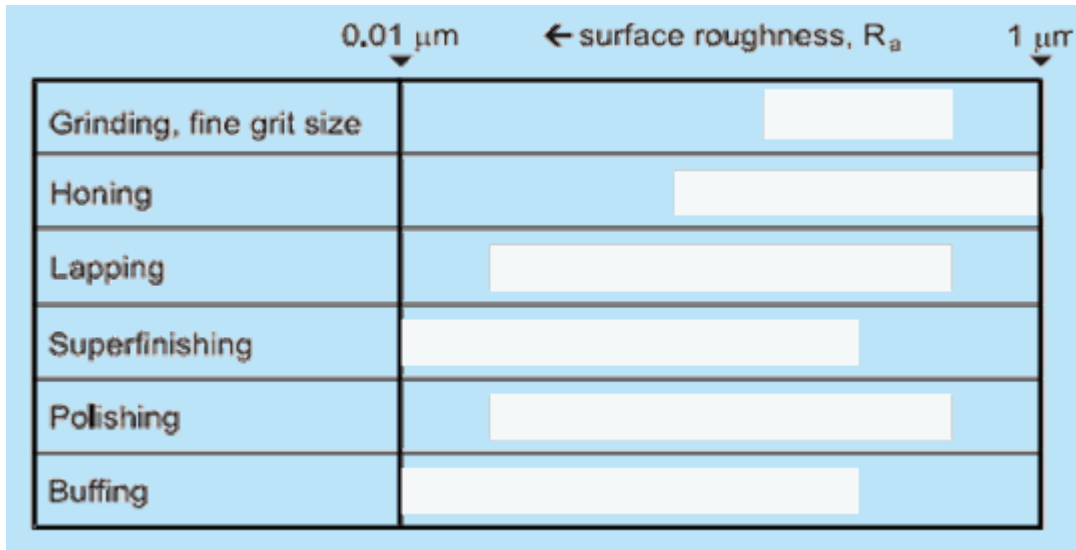 0.01 μm ← surface roughness, Ra 1 μm
Grinding, fine grit size
Honing
Lapping
Superfinishing
Polishing
Buffing